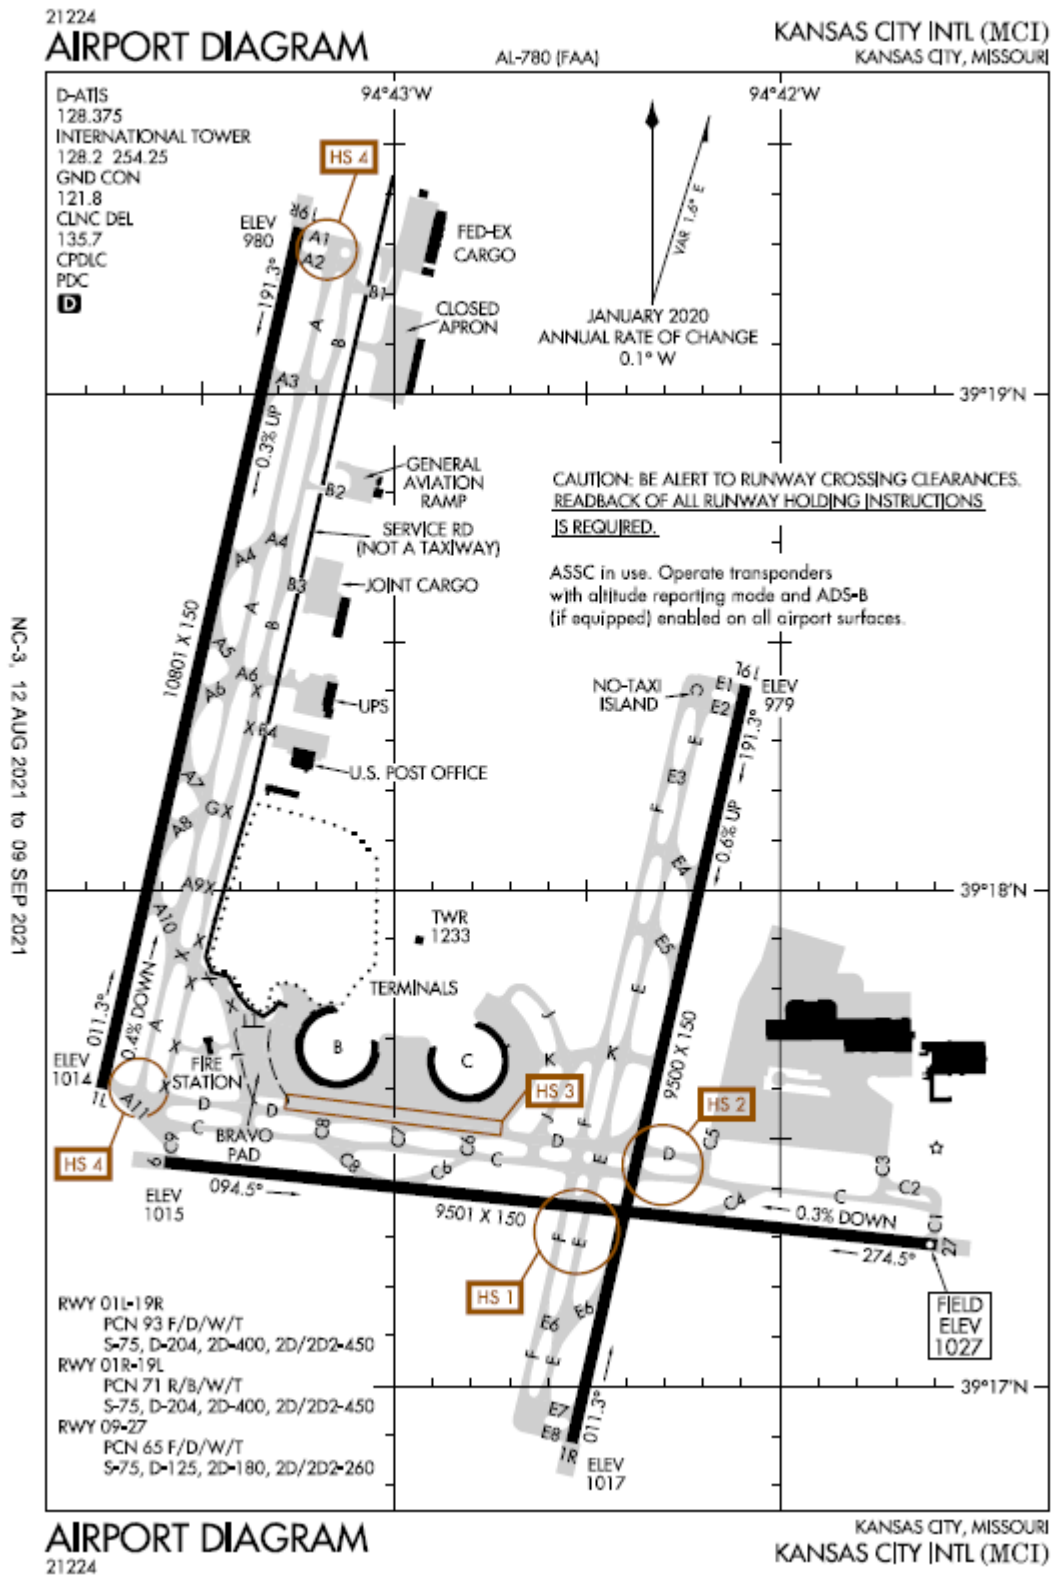 21224
AIRPORT DIAGRAM
AL-780 (FAA)
KANSAS CITY INTL (MCI)
KANSAS CITY, MISSOURI
D-ATIS
128.375
INTERNATIONAL TOWER
128.2 254.25
GND CON
121.8
CLNC DEL
135.7
CPDLC
PDC
D
94°43'W
94°42'W
HS 4
19R
ELEV
980
A1
A2
191.3°
FED-EX
CARGO
B1
CLOSED
APRON
A
B
A3
VAR 1.6° E
JANUARY 2020
ANNUAL RATE OF CHANGE
0.1° W
39°19'N
0.3% UP
GENERAL
AVIATION
RAMP
B2
SERVICE RD
(NOT A TAXIWAY)
CAUTION: BE ALERT TO RUNWAY CROSSING CLEARANCES.
READBACK OF ALL RUNWAY HOLDING INSTRUCTIONS
IS REQUIRED.
ASSC in use. Operate transponders
with altitude reporting mode and ADS-B
(if equipped) enabled on all airport surfaces.
A4
A4
B3
JOINT CARGO
A
B
10801 X 150
A5
A6
A6
X
UPS
X
B4
U.S. POST OFFICE
A7
G X
A8
A9
X
A10
X
X
X
X
X
NO-TAXI
ISLAND
C
E1
E2
19L
ELEV
979
191.3°
E
E3
F
0.6% UP
E4
39°18'N
TWR
1233
E5
TERMINALS
E
011.3°
0.4% DOWN
A
X
ELEV
1014
1L
X
A11
HS 4
FIRE
STATION
L
B
C
J
K
K
9500 X 150
HS 3
HS 2
D
D
C
BRAVO
PAD
C9
C8
C7
C6
C8
C6
C
J
F
D
E
D
C5
C3
C2
C4
C
C1
9
ELEV
1015
094.5°
9501 X 150
0.3% DOWN
274.5°
27
F
E
HS 1
FIELD
ELEV
1027
E6
E6
F
E
E7
E8
011.3°
1R
ELEV
1017
39°17'N
RWY 01L-19R
PCN 93 F/D/W/T
S-75, D-204, 2D-400, 2D/2D2-450
RWY 01R-19L
PCN 71 R/B/W/T
S-75, D-204, 2D-400, 2D/2D2-450
RWY 09-27
PCN 65 F/D/W/T
S-75, D-125, 2D-180, 2D/2D2-260
NC-3, 12 AUG 2021 to 09 SEP 2021
AIRPORT DIAGRAM
21224
KANSAS CITY, MISSOURI
KANSAS CITY INTL (MCI)